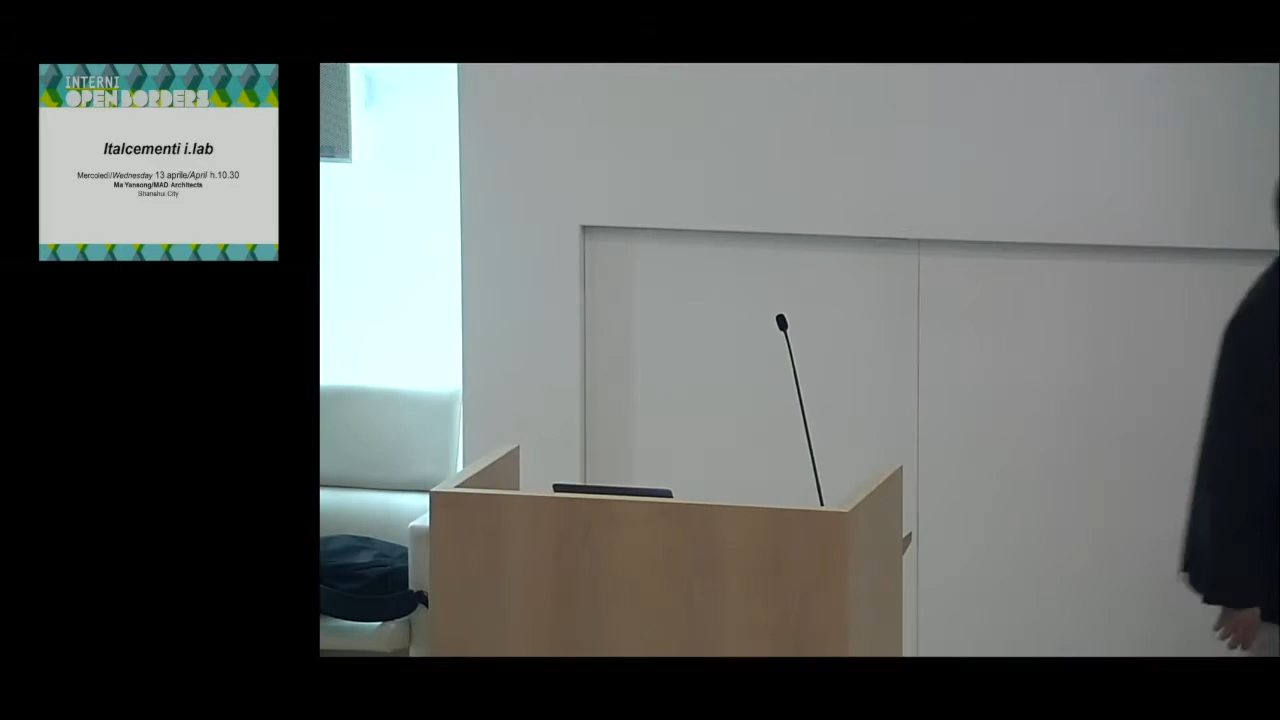 INTERNI
OPEN BORDERS
Italcementi i.lab
Mercoledì/Wednesday 13 aprile/April h.10.30
Ma Yansong/MAD Architects
Shanshui City